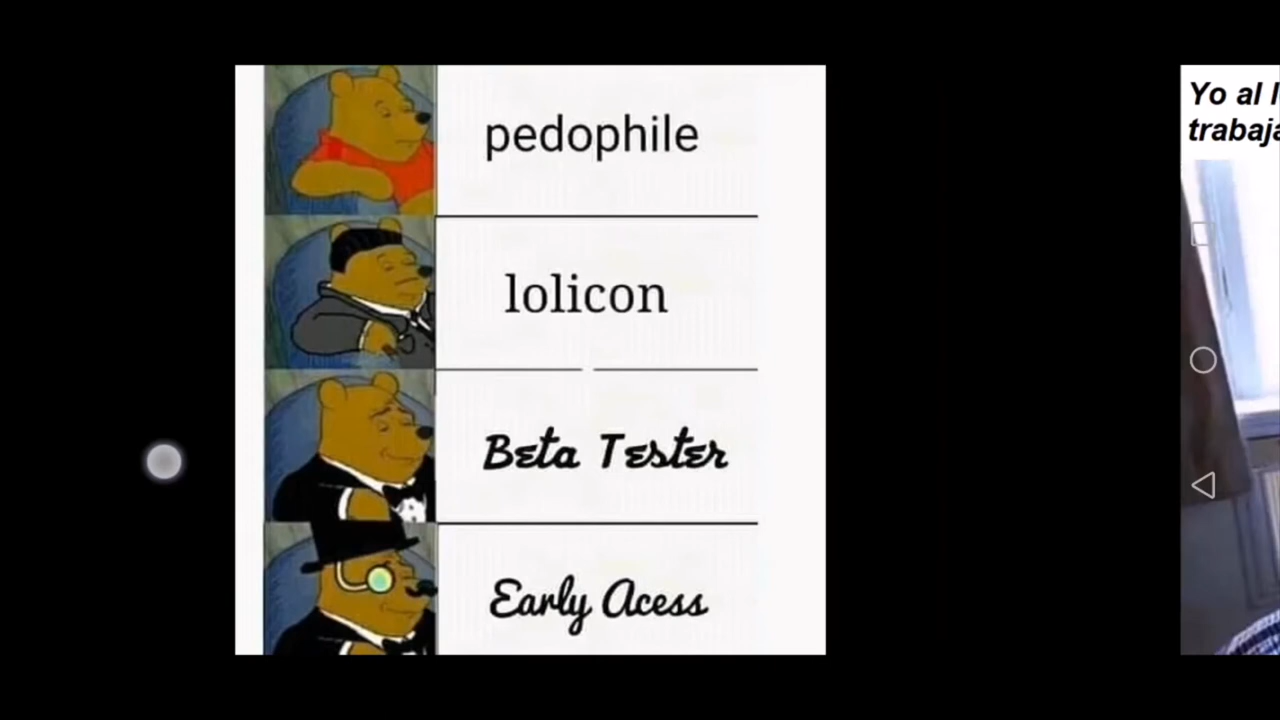 pedophile
lolicon
Beta Tester
Early Acess
Yo al